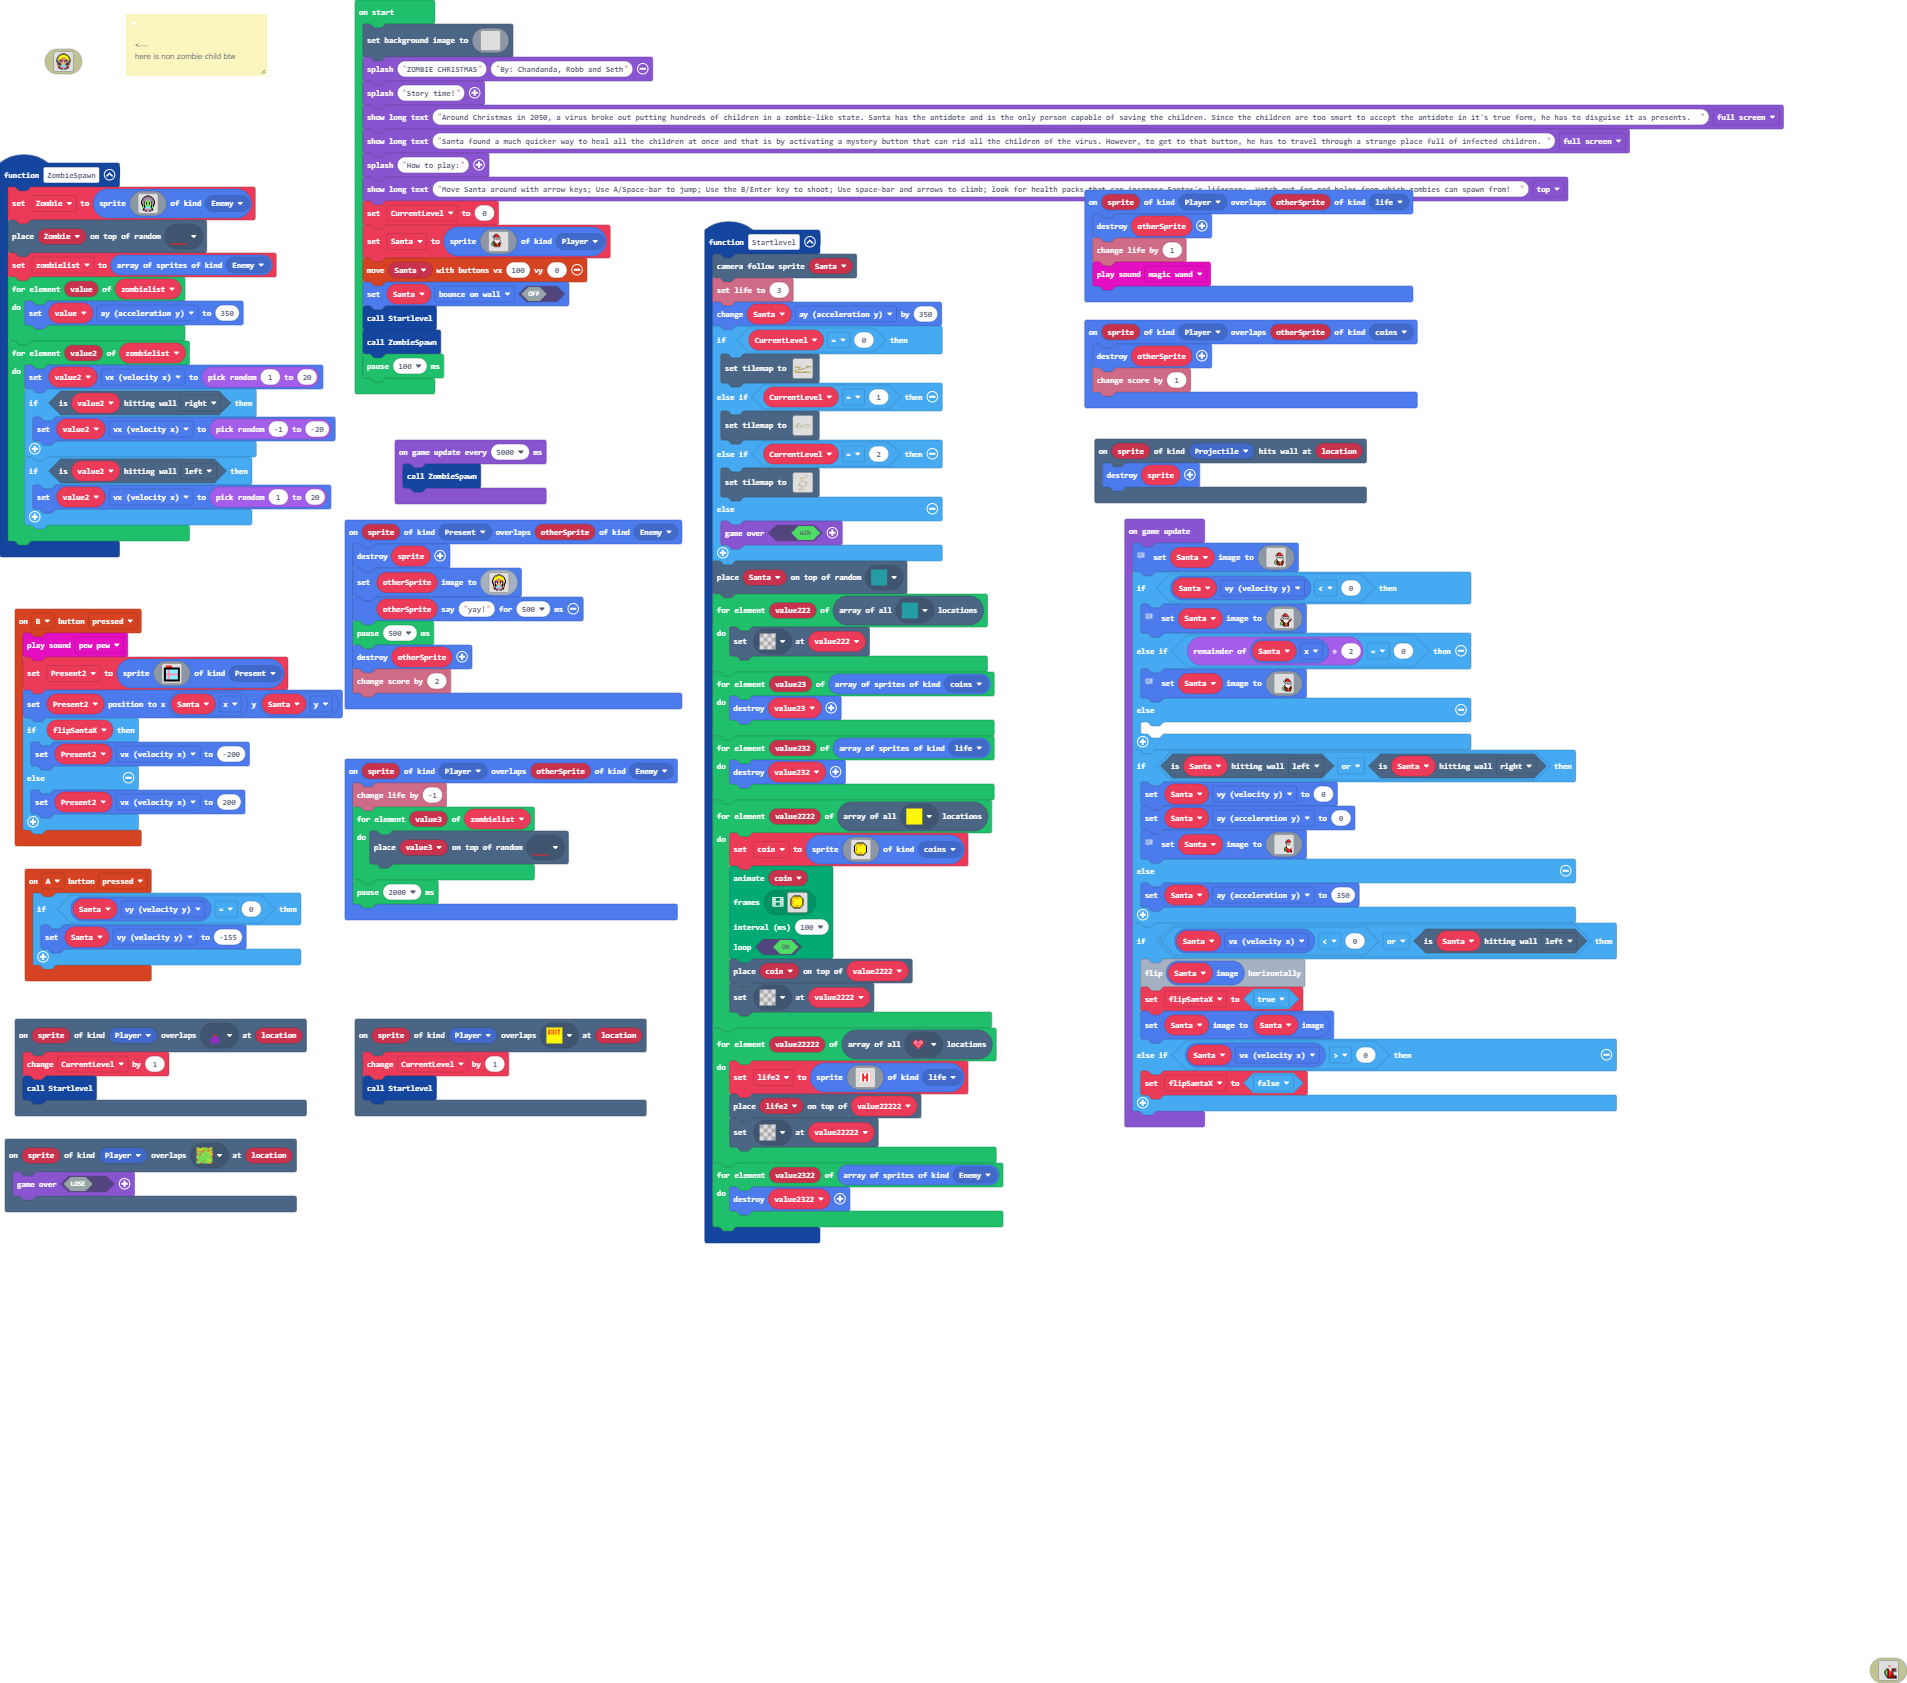 <---
here is non zombie child btw
function ZombieSpawn
set Zombie to sprite of kind Enemy
place Zombie on top of random
set zombielist to array of sprites of kind Enemy
for element value of zombielist
do set value ay (acceleration y) to 350
for element value2 of zombielist
do set value2 vx (velocity x) to pick random 1 to 20
if is value2 hitting wall right then
set value2 vx (velocity x) to pick random -1 to -20
if is value2 hitting wall left then
set value2 vx (velocity x) to pick random 1 to 20
on B button pressed
play sound pew pew
set Present2 to sprite of kind Present
set Present2 position to x Santa x y Santa y
if flipSantaX then
set Present2 vx (velocity x) to -200
else
set Present2 vx (velocity x) to 200
on A button pressed
if Santa vy (velocity y) = 0 then
set Santa vy (velocity y) to -155
on sprite of kind Player overlaps at location
change CurrentLevel by 1
call Startlevel
on sprite of kind Player overlaps at location
game over LOSE
on start
set background image to
splash "ZOMBIE CHRISTMAS" "By: Chandanda, Robb and Seth"
splash "Story time!"
show long text "Around Christmas in 2050, a virus broke out putting hundreds of children in a zombie-like state. Santa has the antidote and is the only person capable of saving the children. Since the children are too smart to accept the antidote in it's true form, he has to disguise it as presents. " full screen
show long text "Santa found a much quicker way to heal all the children at once and that is by activating a mystery button that can rid all the children of the virus. However, to get to that button, he has to travel through a strange place full of infected children. " full screen
splash "How to play:"
show long text "Move Santa around with arrow keys; Use A/Space-bar to jump; Use the B/Enter key to shoot; Use space-bar and arrows to climb; look for health packs that can increase Santas's lifespan; Watch out for red holes from which zombies can spawn from! " top
set CurrentLevel to 0
set Santa to sprite of kind Player
move Santa with buttons vx 100 vy 0
set Santa bounce on wall OFF
call Startlevel
call ZombieSpawn
pause 100 ms
on game update every 5000 ms
call ZombieSpawn
on sprite of kind Present overlaps otherSprite of kind Enemy
destroy sprite
set otherSprite image to
otherSprite say "yay!" for 500 ms
pause 500 ms
destroy otherSprite
change score by 2
on sprite of kind Player overlaps otherSprite of kind Enemy
change life by -1
for element value3 of zombielist
do place value3 on top of random
pause 2000 ms
on sprite of kind Player overlaps EXIT at location
change CurrentLevel by 1
call Startlevel
function Startlevel
camera follow sprite Santa
set life to 3
change Santa ay (acceleration y) by 350
if CurrentLevel = 0 then
set tilemap to
else if CurrentLevel = 1 then
set tilemap to
else if CurrentLevel = 2 then
set tilemap to
else
game over WIN
place Santa on top of random
for element value222 of array of all locations
do set at value222
for element value23 of array of sprites of kind coins
do destroy value23
for element value232 of array of sprites of kind life
do destroy value232
for element value2222 of array of all locations
do set coin to sprite of kind coins
animate coin
frames
interval (ms) 100
loop ON
place coin on top of value2222
set at value2222
for element value22222 of array of all locations
do set life2 to sprite H of kind life
place life2 on top of value22222
set at value22222
for element value2322 of array of sprites of kind Enemy
do destroy value2322
on sprite of kind Player overlaps otherSprite of kind life
destroy otherSprite
change life by 1
play sound magic wand
on sprite of kind Player overlaps otherSprite of kind coins
destroy otherSprite
change score by 1
on sprite of kind Projectile hits wall at location
destroy sprite
on game update
set Santa image to
if Santa vy (velocity y) < 0 then
set Santa image to
else if remainder of Santa x ÷ 2 = 0 then
set Santa image to
else
if is Santa hitting wall left or is Santa hitting wall right then
set Santa vy (velocity y) to 0
set Santa ay (acceleration y) to 0
set Santa image to
else
set Santa ay (acceleration y) to 350
if Santa vx (velocity x) < 0 or is Santa hitting wall left then
flip Santa image horizontally
set flipSantaX to true
set Santa image to Santa image
else if Santa vx (velocity x) > 0 then
set flipSantaX to false